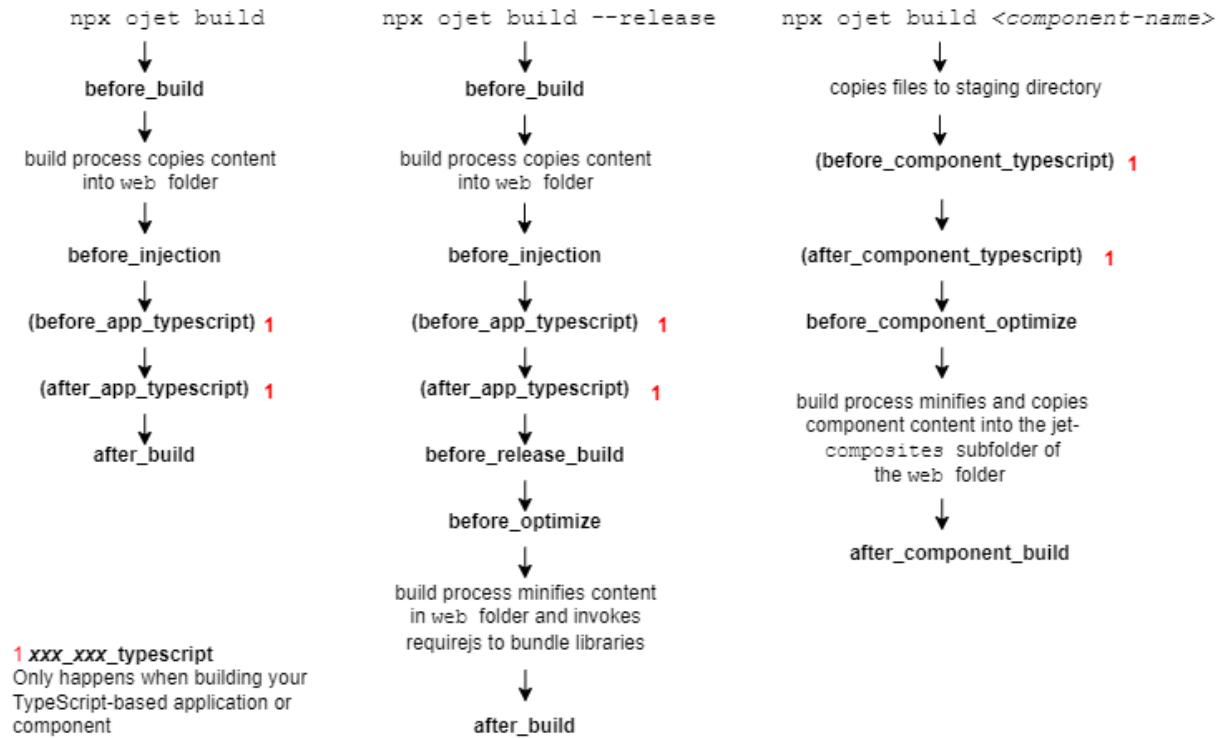 npx ojet build
before_build
build process copies content
into web folder
before_injection
(before_app_typescript) 1
(after_app_typescript) 1
after_build
1 xxx_xxx_typescript
Only happens when building your
TypeScript-based application or
component
npx ojet build --release
before_build
build process copies content
into web folder
before_injection
(before_app_typescript) 1
(after_app_typescript) 1
before_release_build
before_optimize
build process minifies content
in web folder and invokes
requirejs to bundle libraries
after_build
npx ojet build <component-name>
copies files to staging directory
(before_component_typescript) 1
(after_component_typescript) 1
before_component_optimize
build process minifies and copies
component content into the jet-
composites subfolder of
the web folder
after_component_build